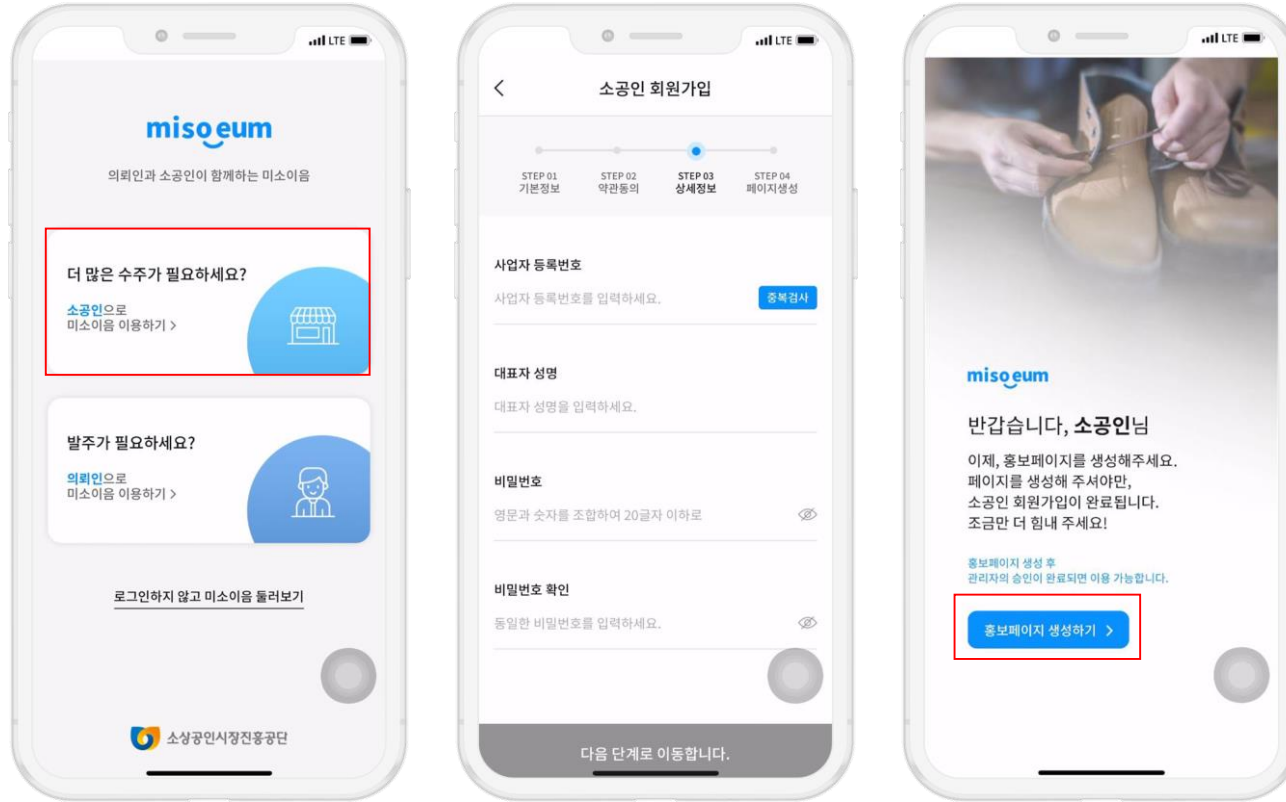 LTE
misoeum
의뢰인과 소공인이 함께하는 미소이음
더 많은 수주가 필요하세요?
소공인으로
미소이음 이용하기 >
발주가 필요하세요?
의뢰인으로
미소이음 이용하기 >
로그인하지 않고 미소이음 둘러보기
소상공인시장진흥공단
LTE
소공인 회원가입
STEP 01 STEP 02 STEP 03 STEP 04
기본정보 약관동의 상세정보 페이지생성
사업자 등록번호
사업자 등록번호를 입력하세요. 중복검사
대표자 성명
대표자 성명을 입력하세요.
비밀번호
영문과 숫자를 조합하여 20글자 이하로
비밀번호 확인
동일한 비밀번호를 입력하세요.
다음 단계로 이동합니다.
LTE
misoeum
반갑습니다, 소공인님
이제, 홍보페이지를 생성해주세요.
페이지를 생성해 주셔야만,
소공인 회원가입이 완료됩니다.
조금만 더 힘내 주세요!
홍보페이지 생성 후
관리자의 승인이 완료되면 이용 가능합니다.
홍보페이지 생성하기 >